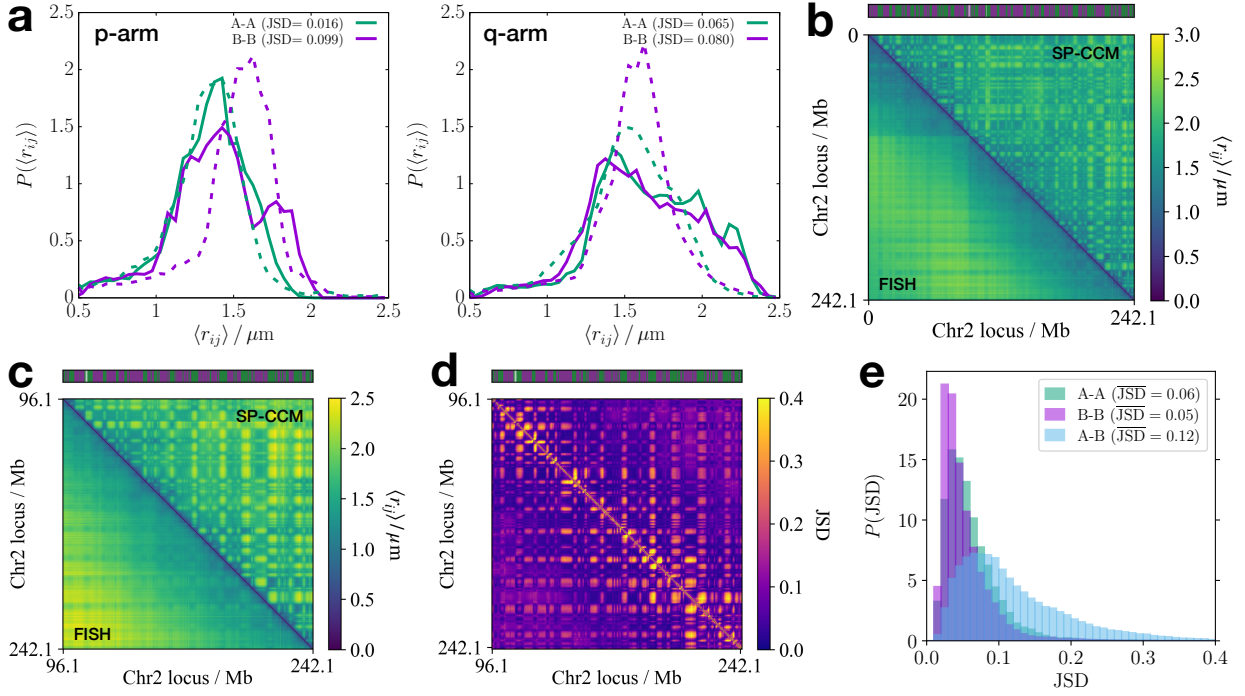 a
p-arm
A-A (JSD= 0.016)
B-B (JSD= 0.099)
P(⟨r_ij⟩)
2.5
2
1.5
1
0.5
0
0.5
1
1.5
2
2.5
⟨r_ij⟩ / μm
q-arm
A-A (JSD= 0.065)
B-B (JSD= 0.080)
P(⟨r_ij⟩)
2.5
2
1.5
1
0.5
0
0.5
1
1.5
2
2.5
⟨r_ij⟩ / μm
b
0
Chr2 locus / Mb
242.1
SP-CCM
FISH
0
242.1
Chr2 locus / Mb
3.0
2.5
2.0
1.5
1.0
0.5
0.0
⟨r_ij⟩ / μm
c
96.1
Chr2 locus / Mb
242.1
SP-CCM
FISH
96.1
242.1
Chr2 locus / Mb
2.5
2.0
1.5
1.0
0.5
0.0
⟨r_ij⟩ / μm
d
96.1
Chr2 locus / Mb
242.1
96.1
242.1
Chr2 locus / Mb
0.4
0.3
0.2
0.1
0.0
JSD
e
A-A (J̅S̅D̅ = 0.06)
B-B (J̅S̅D̅ = 0.05)
A-B (J̅S̅D̅ = 0.12)
P(JSD)
20
15
10
5
0
0.0
0.1
0.2
0.3
0.4
JSD